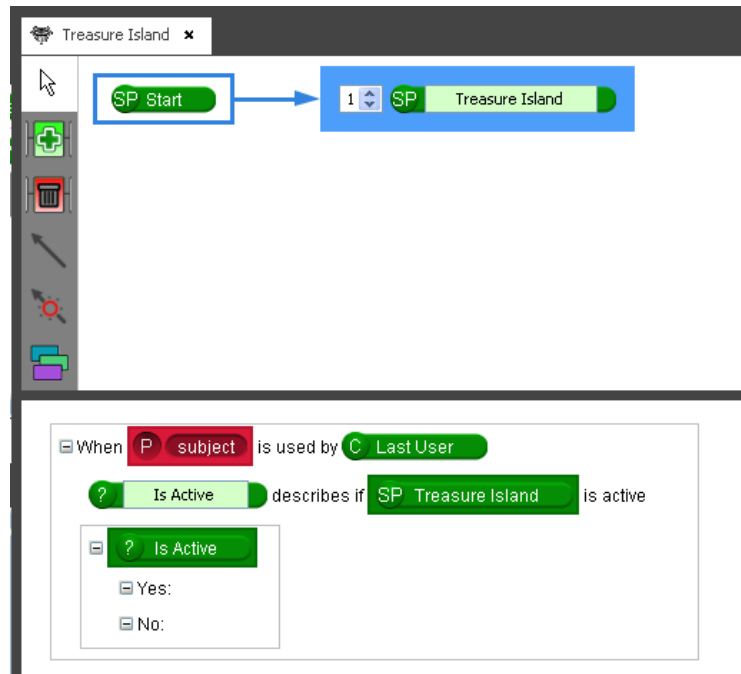 Treasure Island
SP Start
1 SP Treasure Island
When P subject is used by C Last User
? Is Active describes if SP Treasure Island is active
? Is Active
Yes:
No: